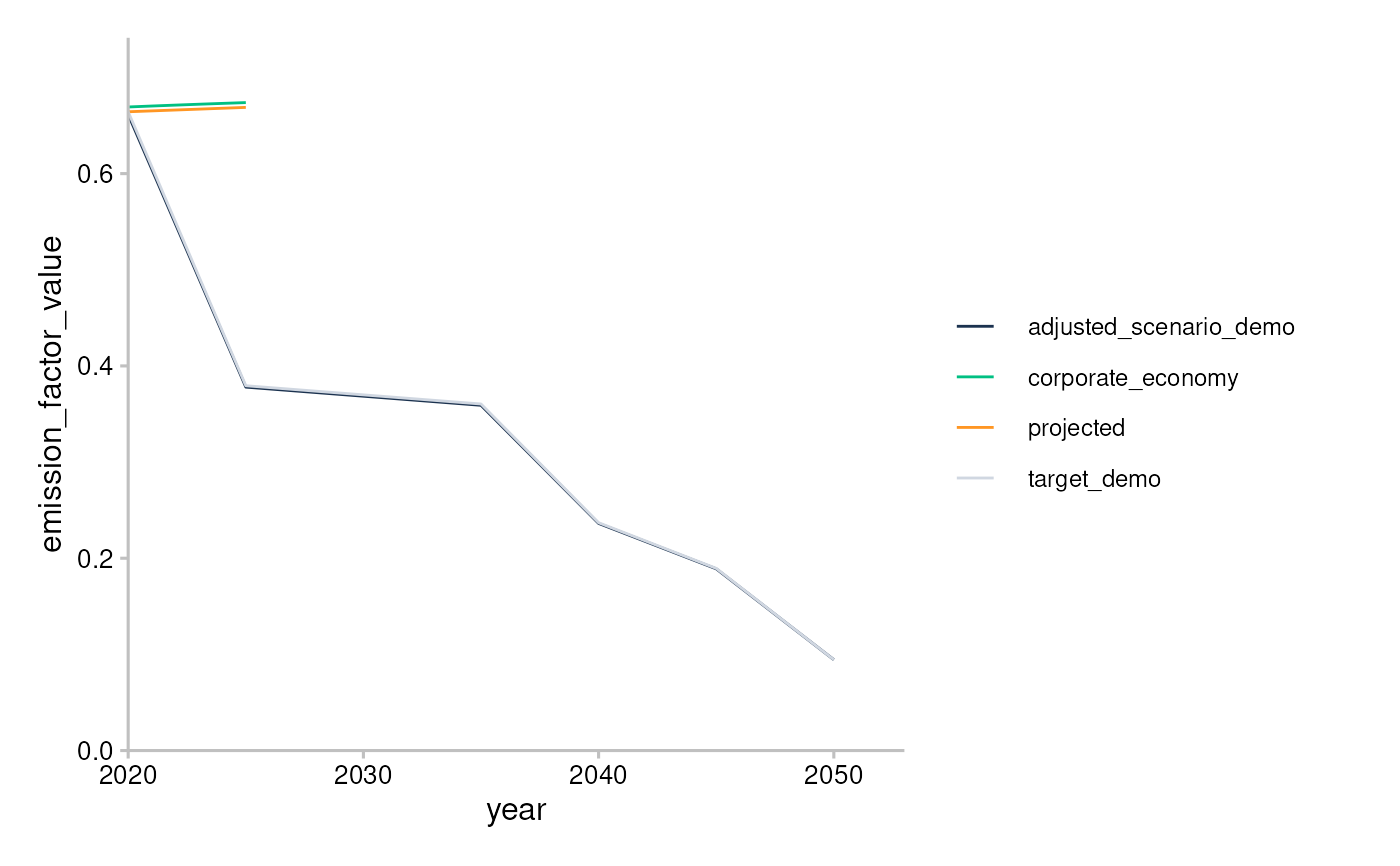 emission_factor_value
0.6
0.4
0.2
0.0
2020
2030
2040
2050
year
adjusted_scenario_demo
corporate_economy
projected
target_demo